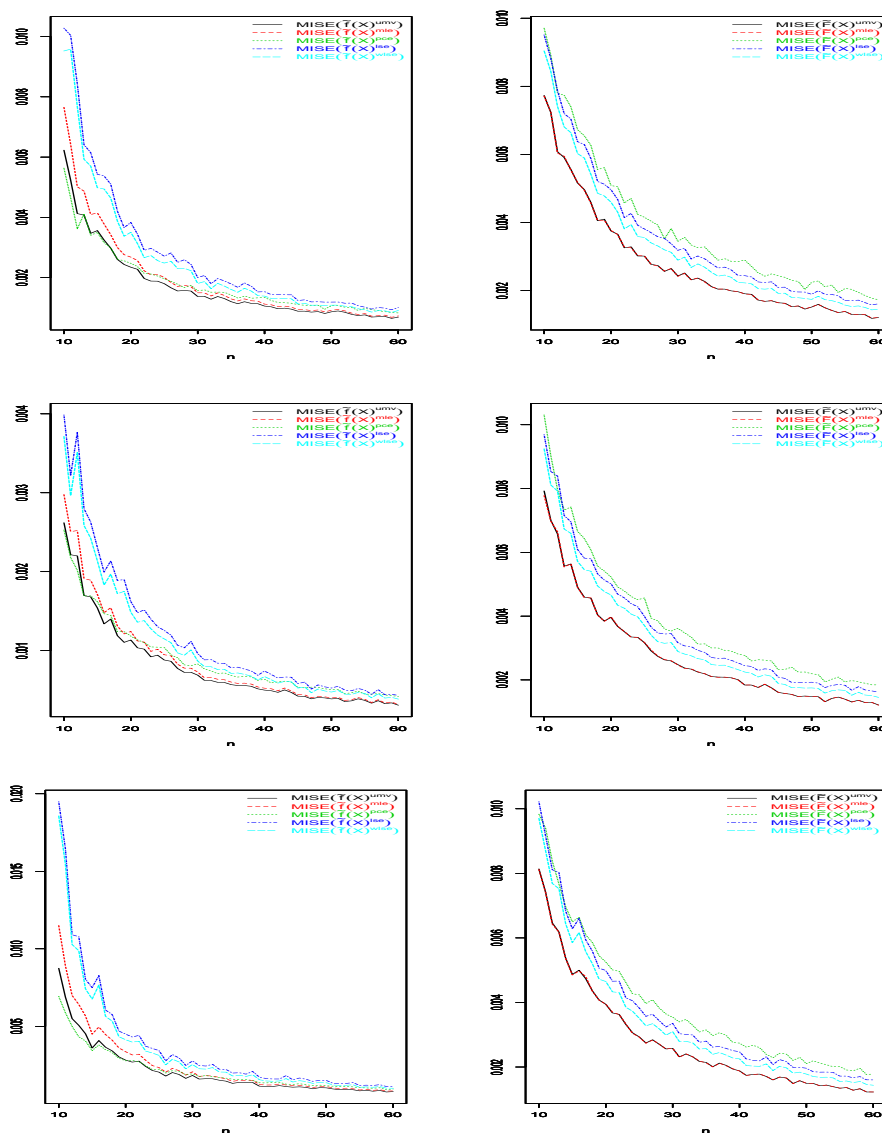 MISE(f̃(X)^umv)
MISE(f̃(X)^mle)
MISE(f̃(X)^pce)
MISE(f̃(X)^lse)
MISE(f̃(X)^wlse)
0.010
0.008
0.006
0.004
0.002
10 20 30 40 50 60
n
MISE(F̃(X)^umv)
MISE(F̃(X)^mle)
MISE(F̃(X)^pce)
MISE(F̃(X)^lse)
MISE(F̃(X)^wlse)
0.010
0.008
0.006
0.004
0.002
10 20 30 40 50 60
n
MISE(f̃(X)^umv)
MISE(f̃(X)^mle)
MISE(f̃(X)^pce)
MISE(f̃(X)^lse)
MISE(f̃(X)^wlse)
0.004
0.003
0.002
0.001
10 20 30 40 50 60
n
MISE(F̃(X)^umv)
MISE(F̃(X)^mle)
MISE(F̃(X)^pce)
MISE(F̃(X)^lse)
MISE(F̃(X)^wlse)
0.010
0.008
0.006
0.004
0.002
10 20 30 40 50 60
n
MISE(f̃(X)^umv)
MISE(f̃(X)^mle)
MISE(f̃(X)^pce)
MISE(f̃(X)^lse)
MISE(f̃(X)^wlse)
0.020
0.015
0.010
0.005
10 20 30 40 50 60
n
MISE(F̃(X)^umv)
MISE(F̃(X)^mle)
MISE(F̃(X)^pce)
MISE(F̃(X)^lse)
MISE(F̃(X)^wlse)
0.010
0.008
0.006
0.004
0.002
10 20 30 40 50 60
n